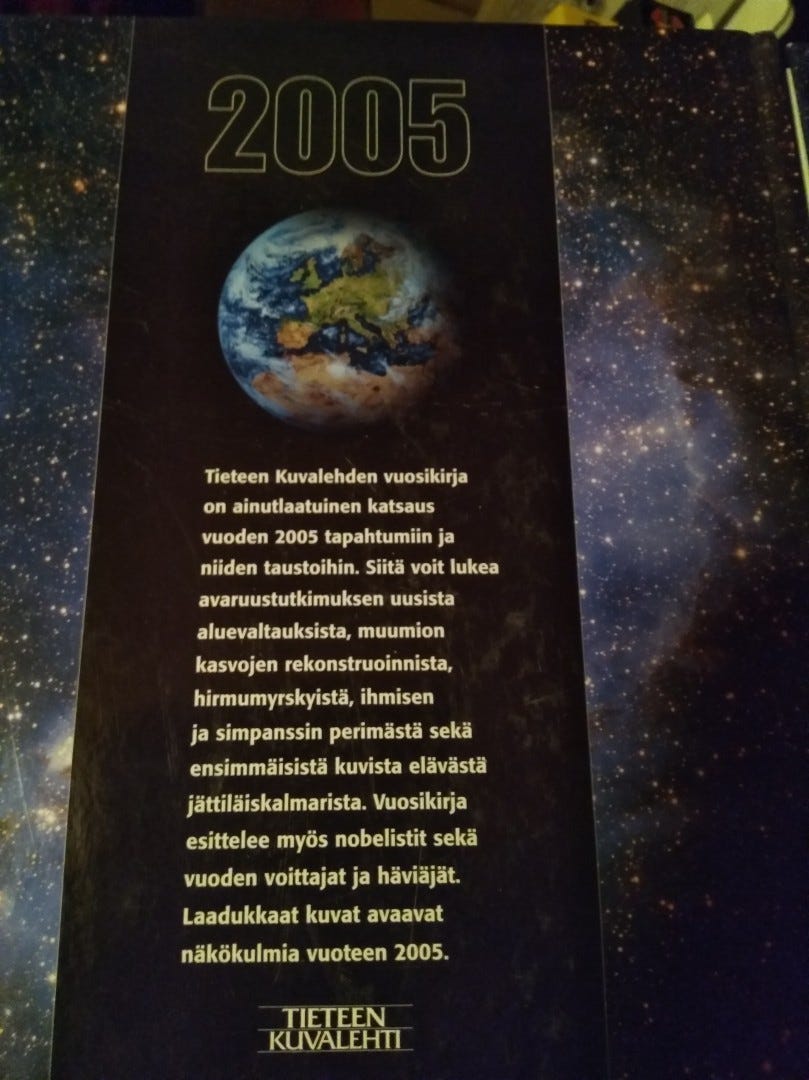 2005
Tieteen Kuvalehden vuosikirja
on ainutlaatuinen katsaus
vuoden 2005 tapahtumiin ja
niiden taustoihin. Siitä voit lukea
avaruustutkimuksen uusista
aluevaltauksista, muumion
kasvojen rekonstruoinnista,
hirmumyrskyistä, ihmisen
ja simpanssin perimästä sekä
ensimmäisistä kuvista elävästä
jättiläiskalmarista. Vuosikirja
esittelee myös nobelistit sekä
vuoden voittajat ja häviäjät.
Laadukkaat kuvat avaavat
näkökulmia vuoteen 2005.
TIETEEN
KUVALEHTI